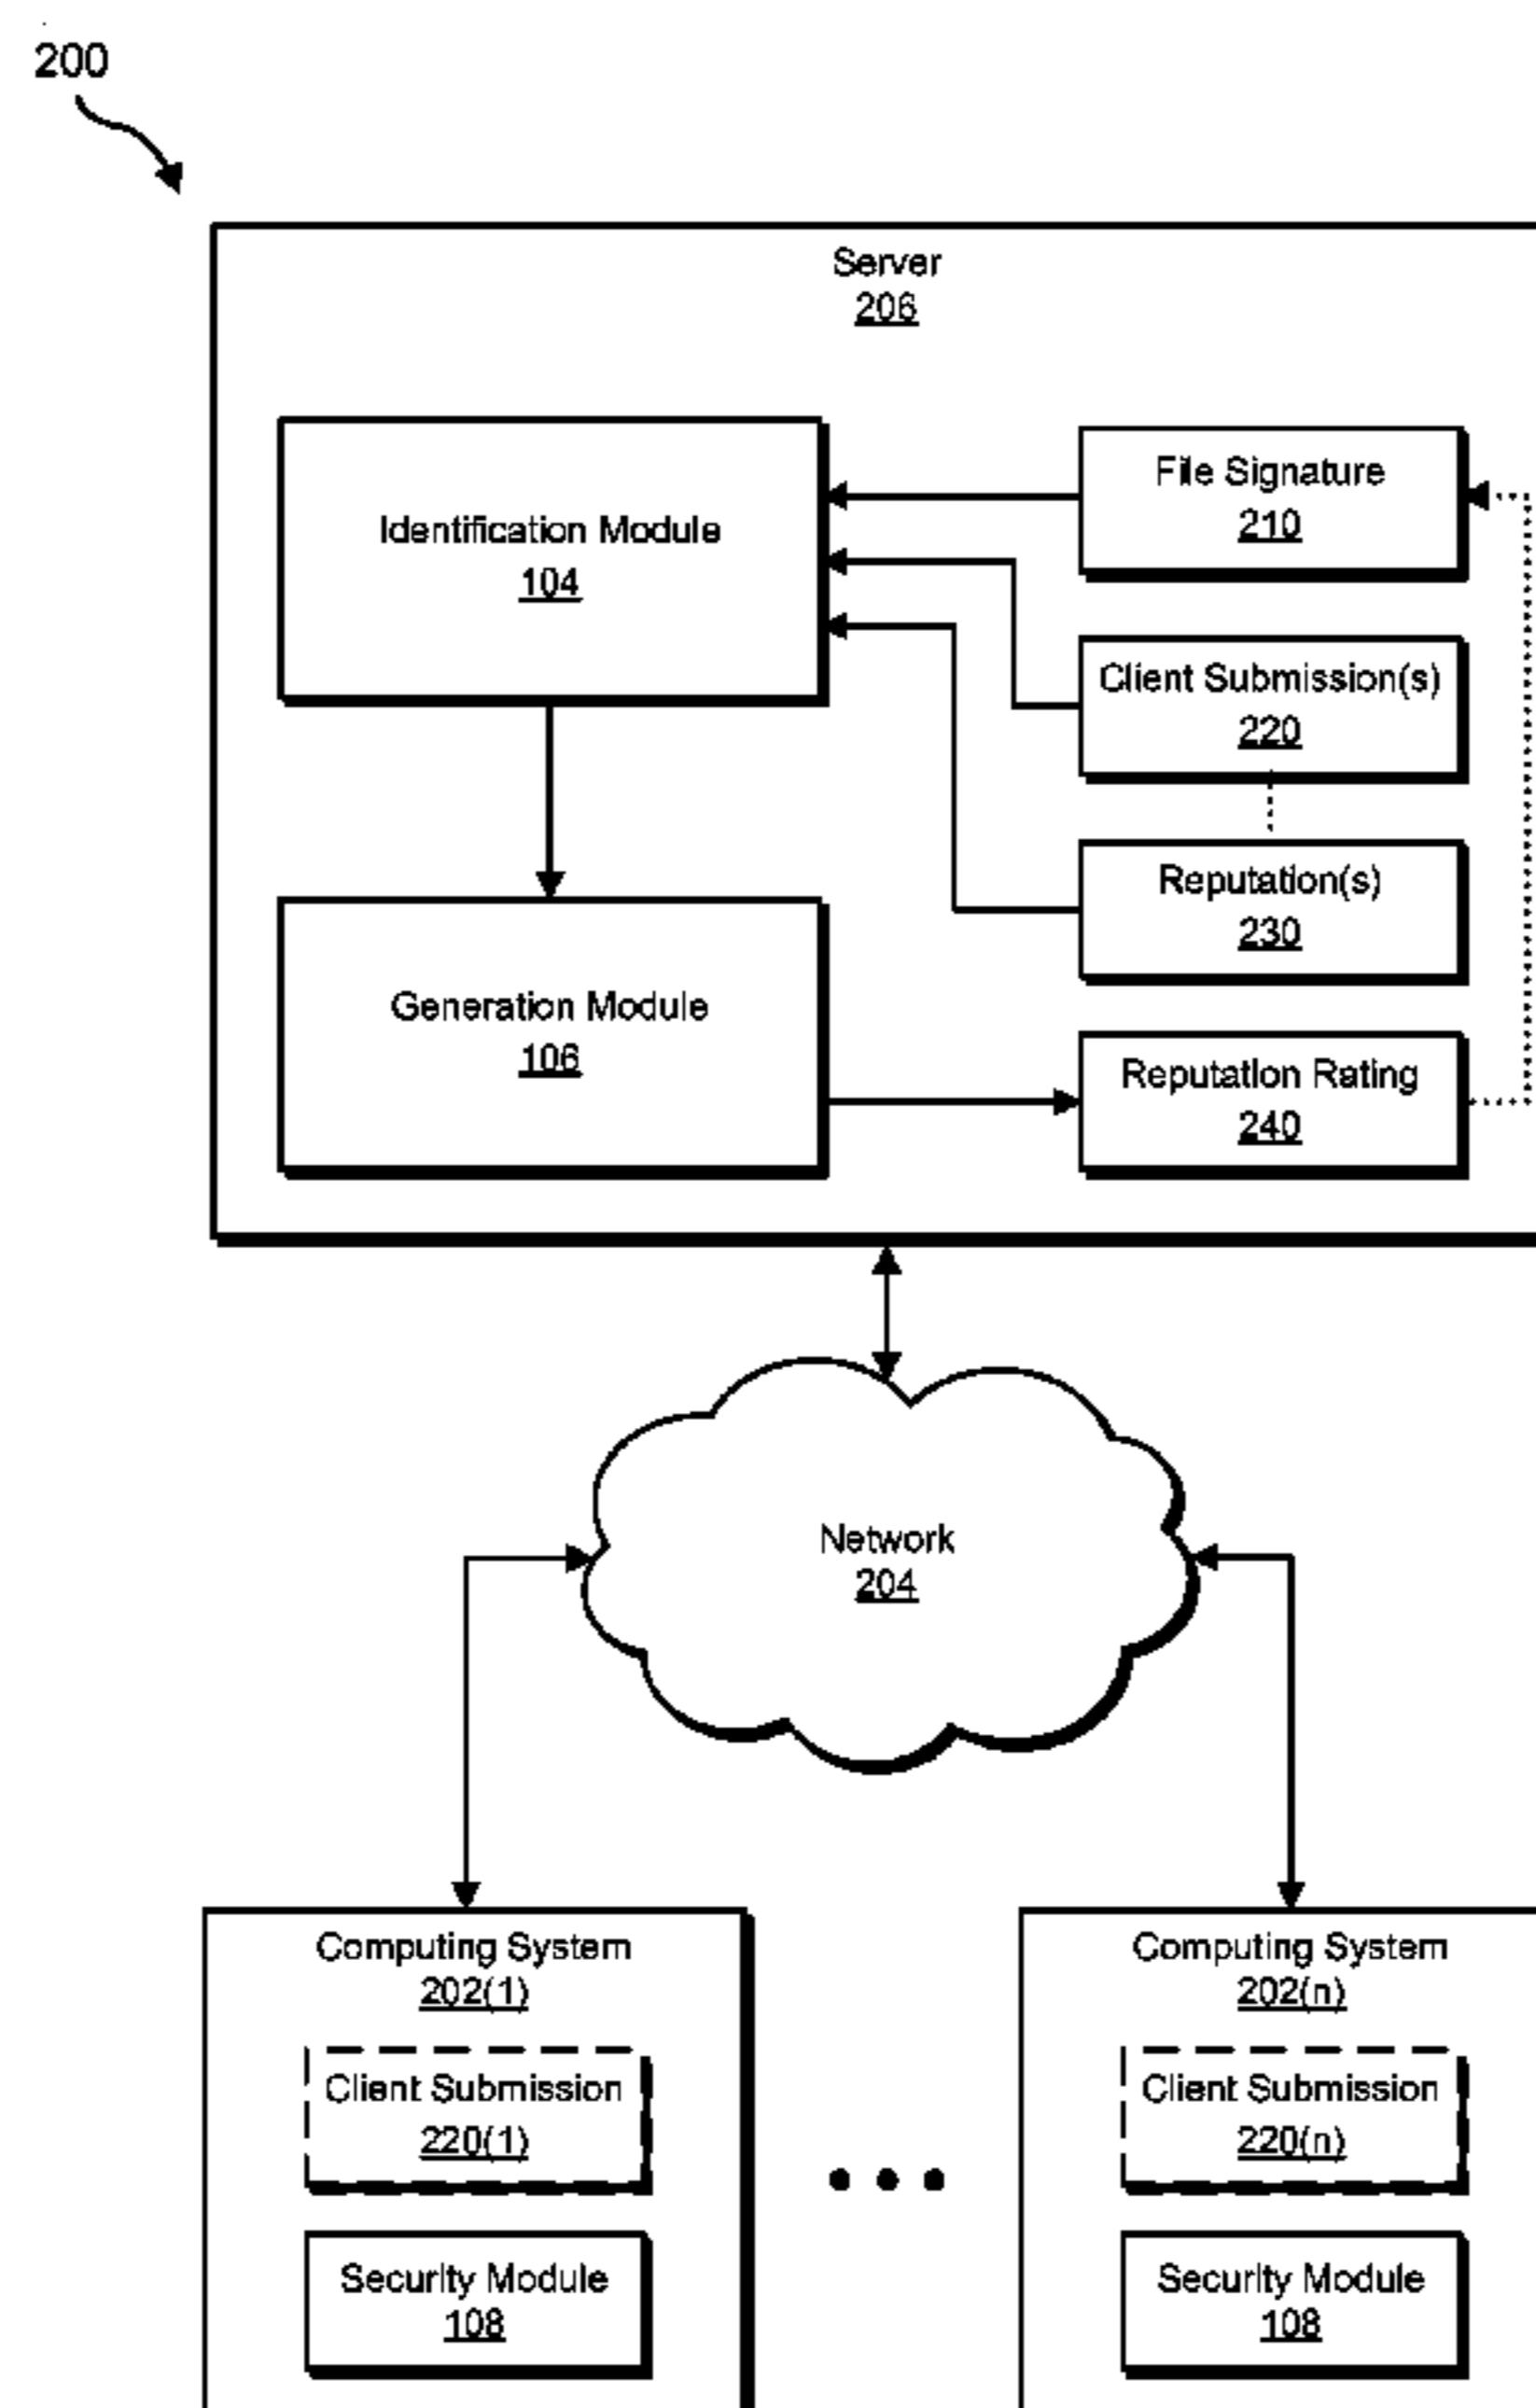 200
Server
206
Identification Module
104
File Signature
210
Client Submission(s)
220
Reputation(s)
230
Generation Module
106
Reputation Rating
240
Network
204
Computing System
202(1)
Client Submission
220(1)
Security Module
108
Computing System
202(n)
Client Submission
220(n)
Security Module
108